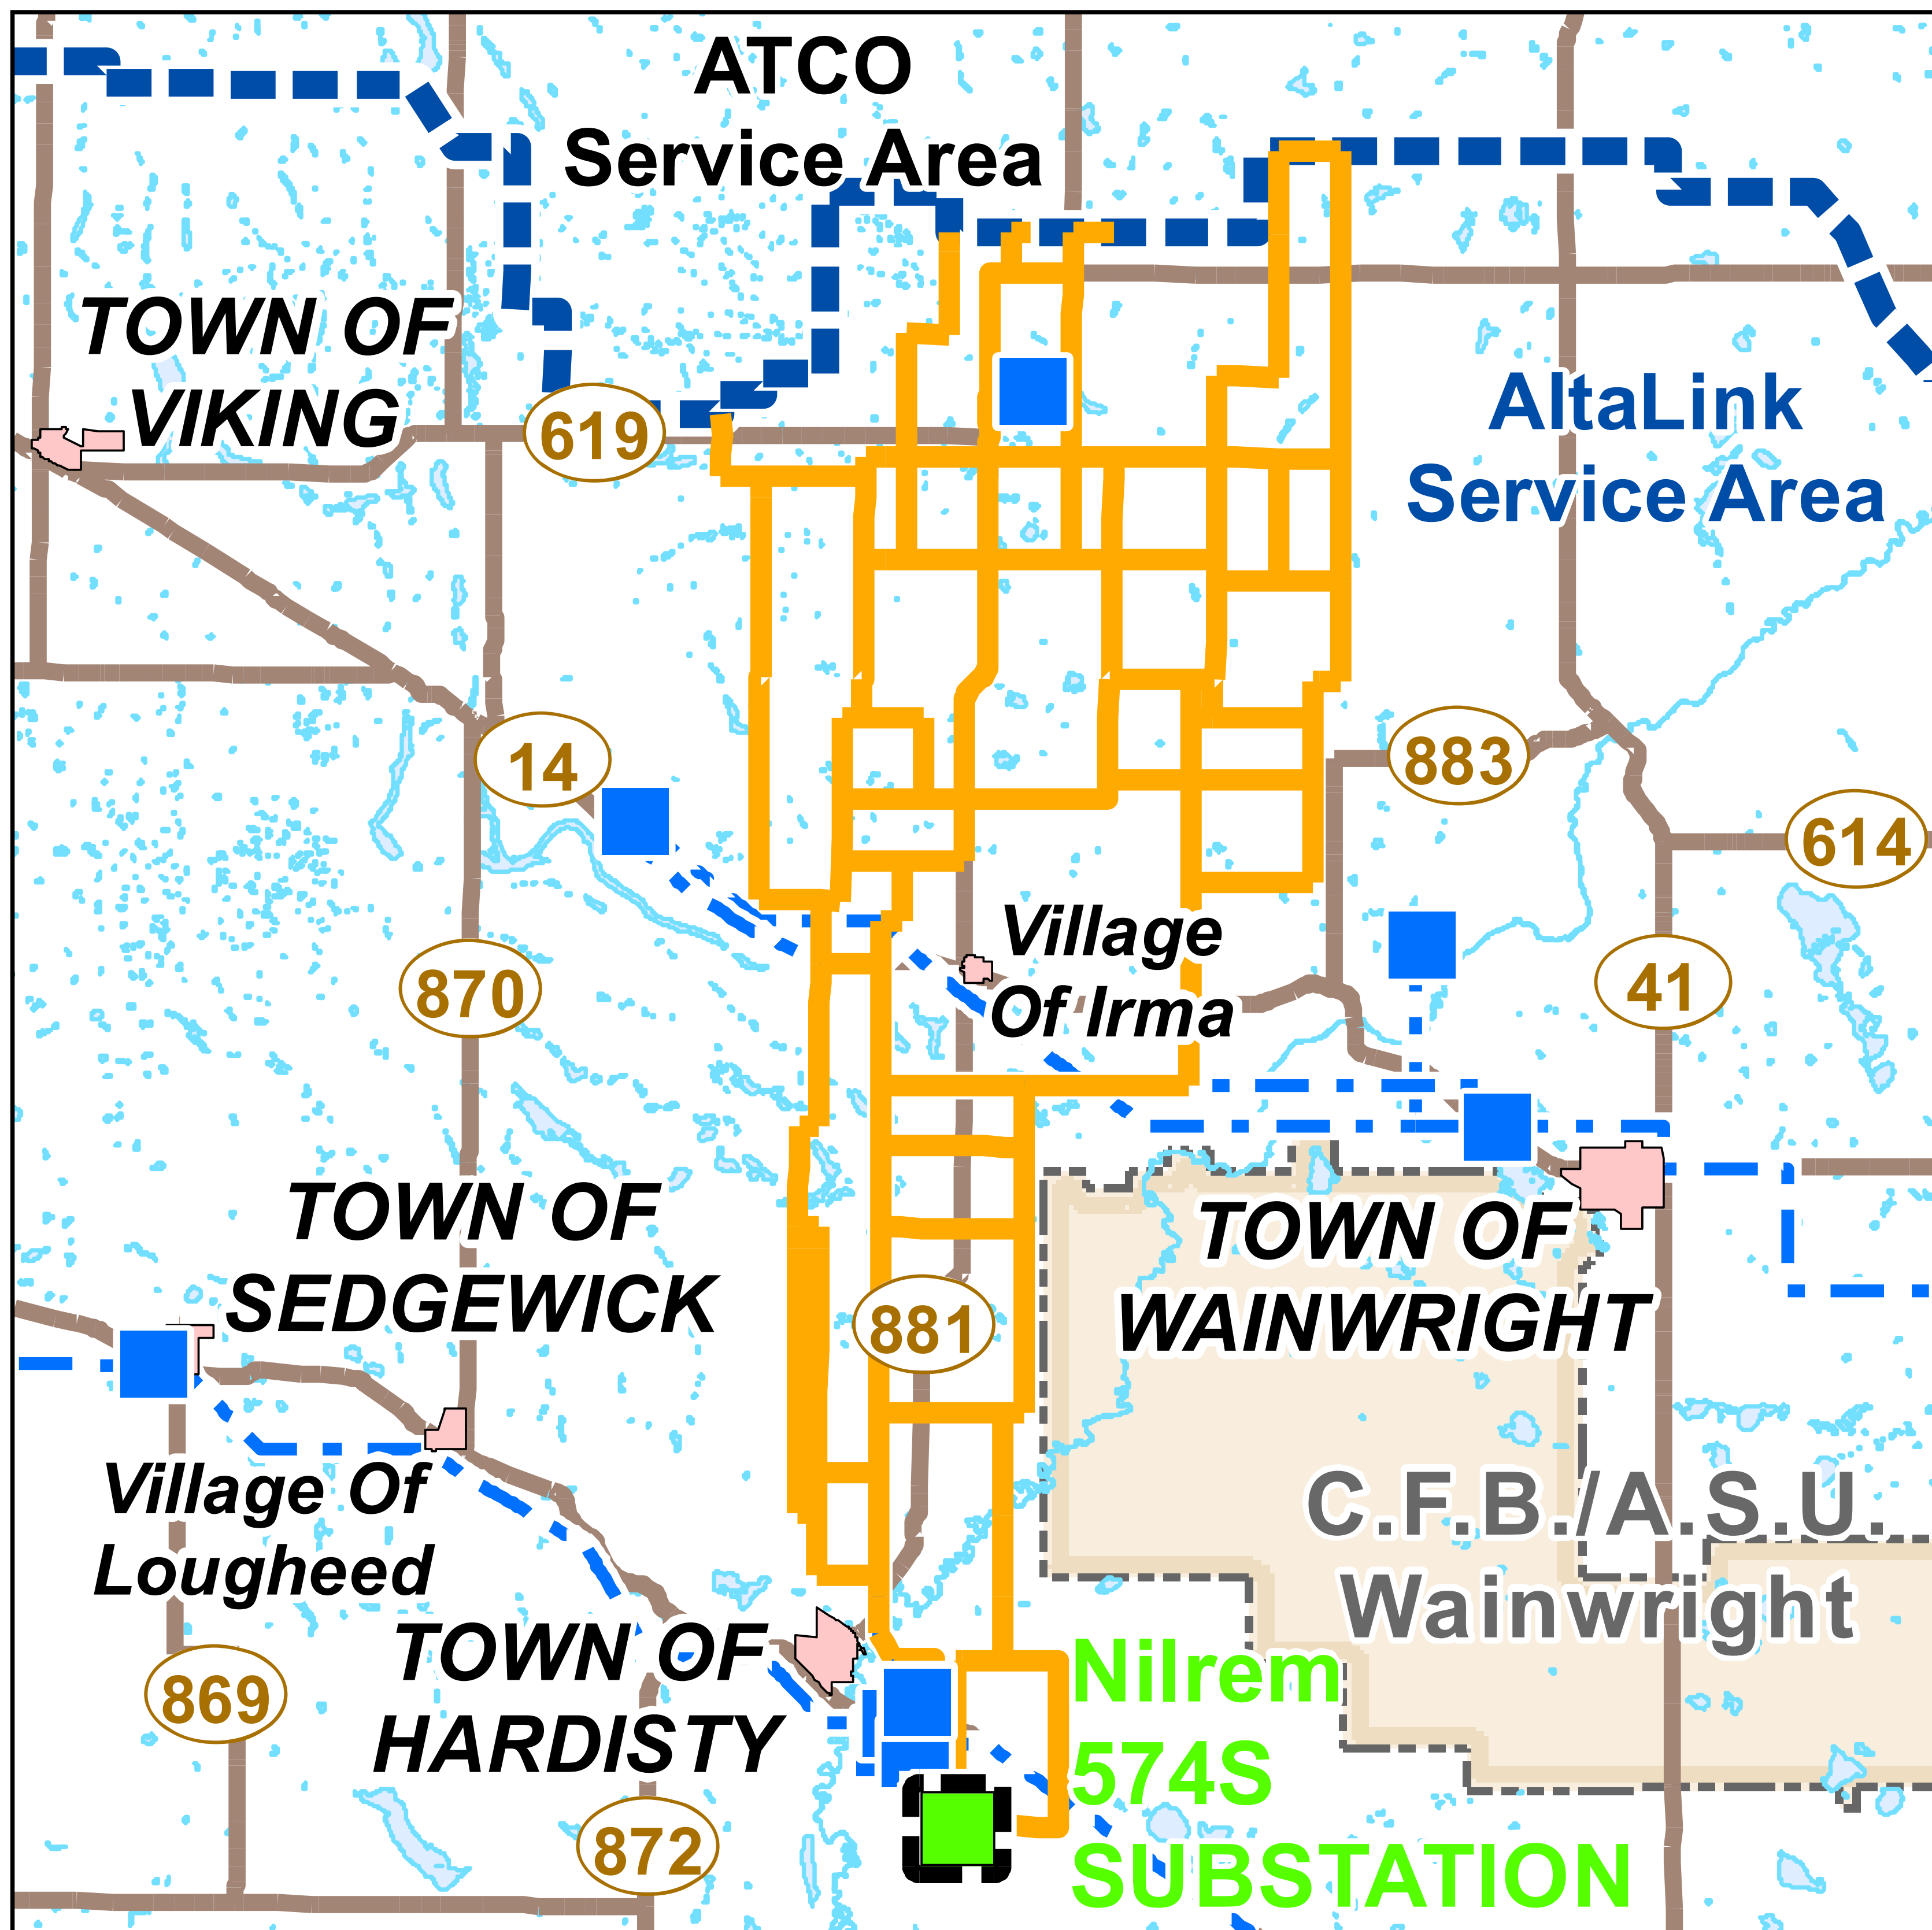 ATCO
Service Area
TOWN OF
VIKING
619
AltaLink
Service Area
14
883
614
Village
Of Irma
870
41
TOWN OF
SEDGEWICK
TOWN OF
WAINWRIGHT
881
Village Of
Lougheed
C.F.B./A.S.U.
Wainwright
TOWN OF
HARDISTY
869
Nilrem
574S
SUBSTATION
872